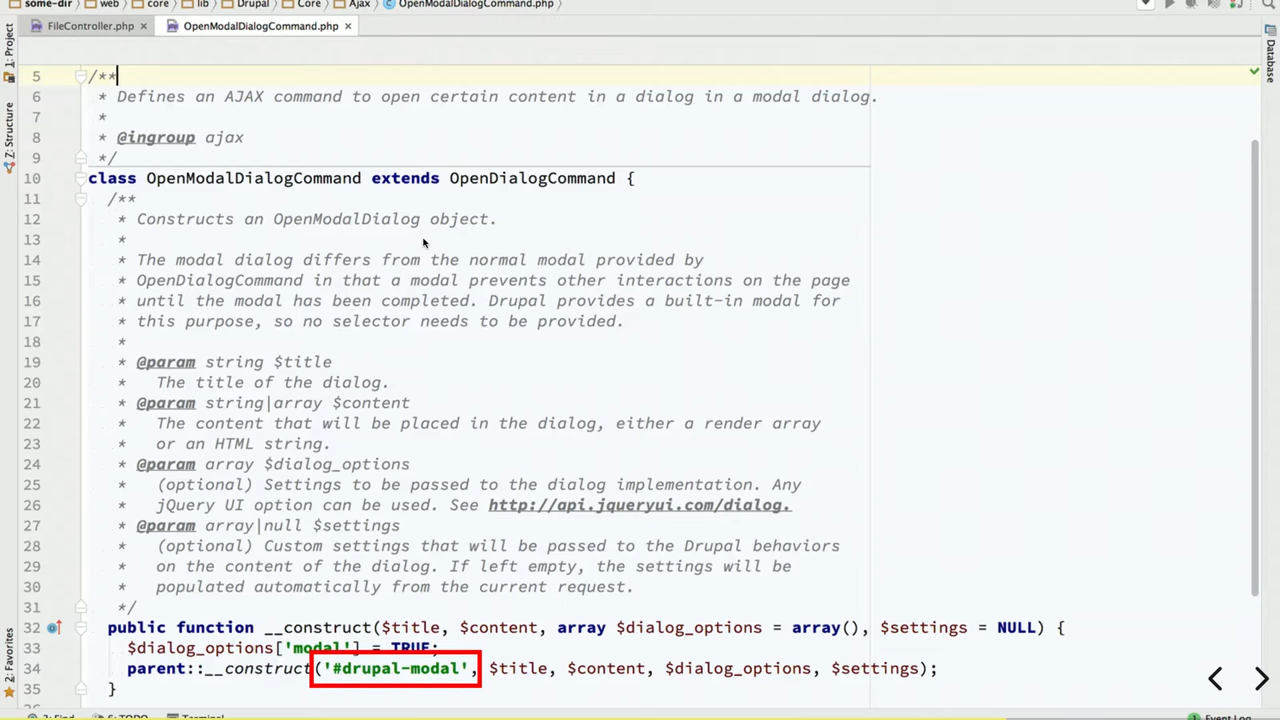 some-dir web core lib Drupal Core Ajax OpenModalDialogCommand.php
FileController.php OpenModalDialogCommand.php
1: Project
Z: Structure
2: Favorites
Database
5 /**
6 * Defines an AJAX command to open certain content in a dialog in a modal dialog.
7 *
8 * @ingroup ajax
9 */
10 class OpenModalDialogCommand extends OpenDialogCommand {
11 /**
12 * Constructs an OpenModalDialog object.
13 *
14 * The modal dialog differs from the normal modal provided by
15 * OpenDialogCommand in that a modal prevents other interactions on the page
16 * until the modal has been completed. Drupal provides a built-in modal for
17 * this purpose, so no selector needs to be provided.
18 *
19 * @param string $title
20 * The title of the dialog.
21 * @param string|array $content
22 * The content that will be placed in the dialog, either a render array
23 * or an HTML string.
24 * @param array $dialog_options
25 * (optional) Settings to be passed to the dialog implementation. Any
26 * jQuery UI option can be used. See http://api.jqueryui.com/dialog.
27 * @param array|null $settings
28 * (optional) Custom settings that will be passed to the Drupal behaviors
29 * on the content of the dialog. If left empty, the settings will be
30 * populated automatically from the current request.
31 */
32 public function __construct($title, $content, array $dialog_options = array(), $settings = NULL) {
33 $dialog_options['modal'] = TRUE;
34 parent::__construct('#drupal-modal', $title, $content, $dialog_options, $settings);
35 }
3: Find 6: TODO Terminal 1 Event Log